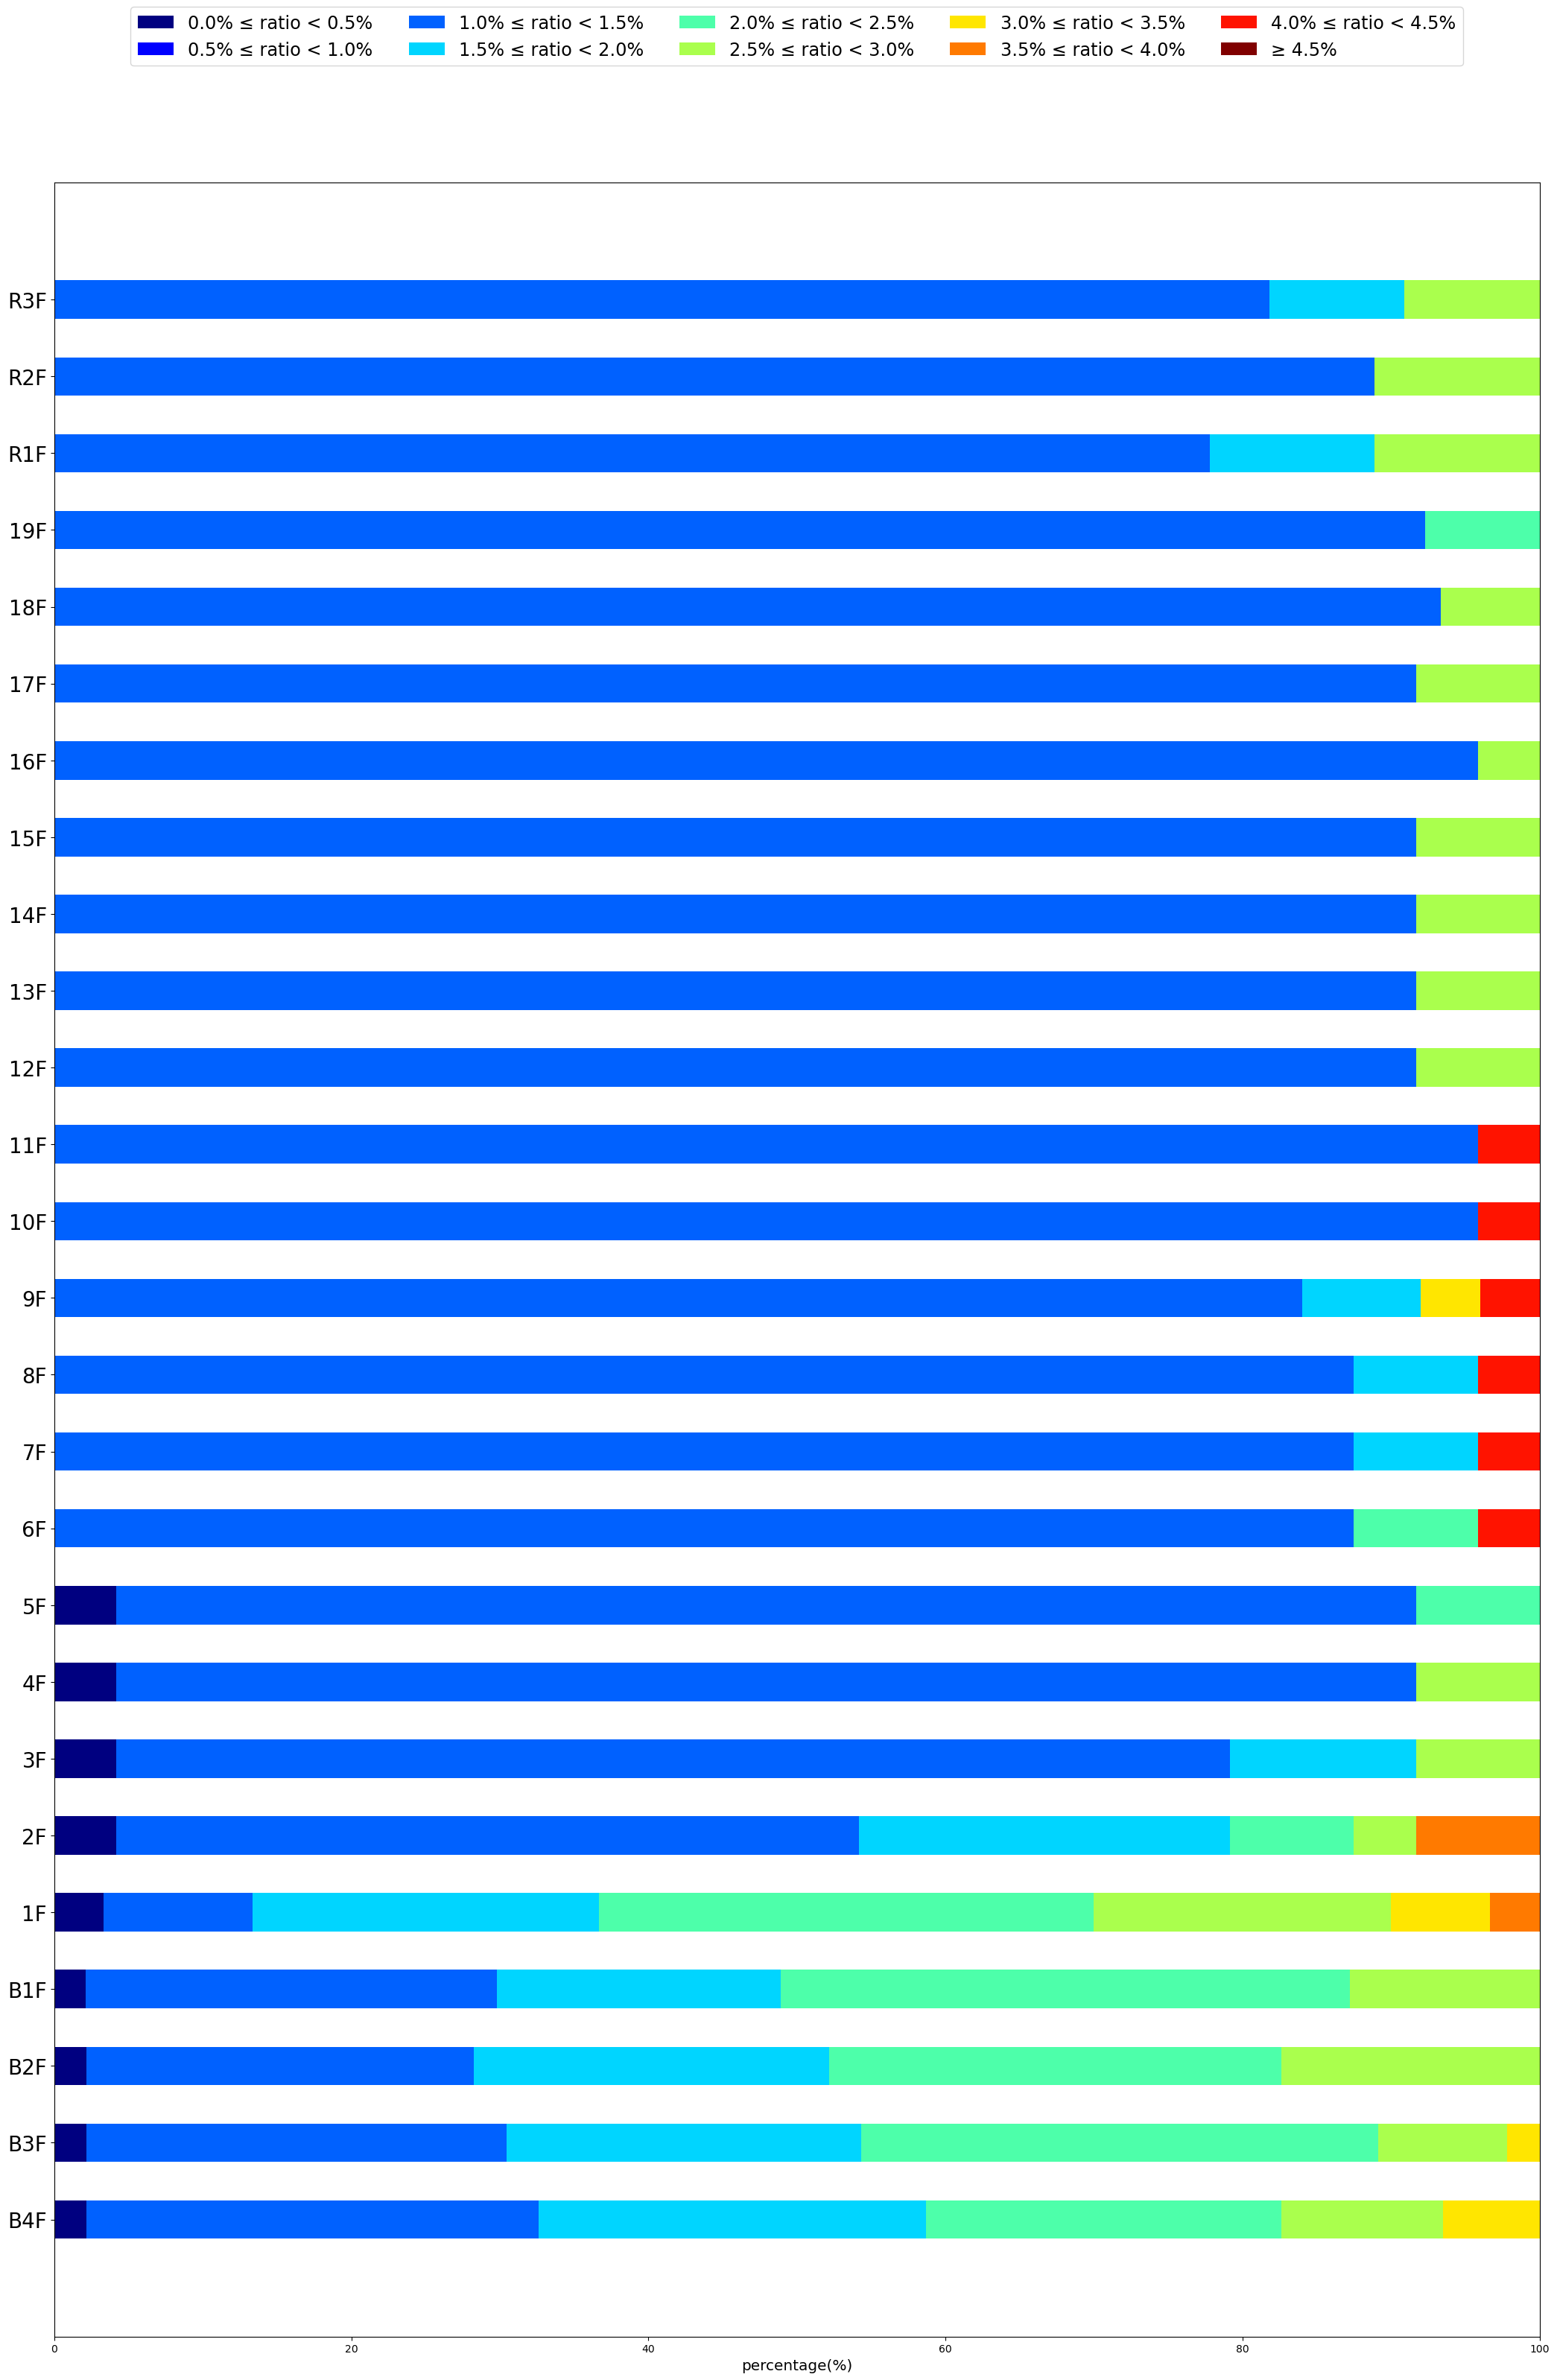 0.0% ≤ ratio < 0.5% 1.0% ≤ ratio < 1.5% 2.0% ≤ ratio < 2.5% 3.0% ≤ ratio < 3.5% 4.0% ≤ ratio < 4.5%
0.5% ≤ ratio < 1.0% 1.5% ≤ ratio < 2.0% 2.5% ≤ ratio < 3.0% 3.5% ≤ ratio < 4.0% ≥ 4.5%
R3F
R2F
R1F
19F
18F
17F
16F
15F
14F
13F
12F
11F
10F
9F
8F
7F
6F
5F
4F
3F
2F
1F
B1F
B2F
B3F
B4F
0 20 40 60 80 100
percentage(%)